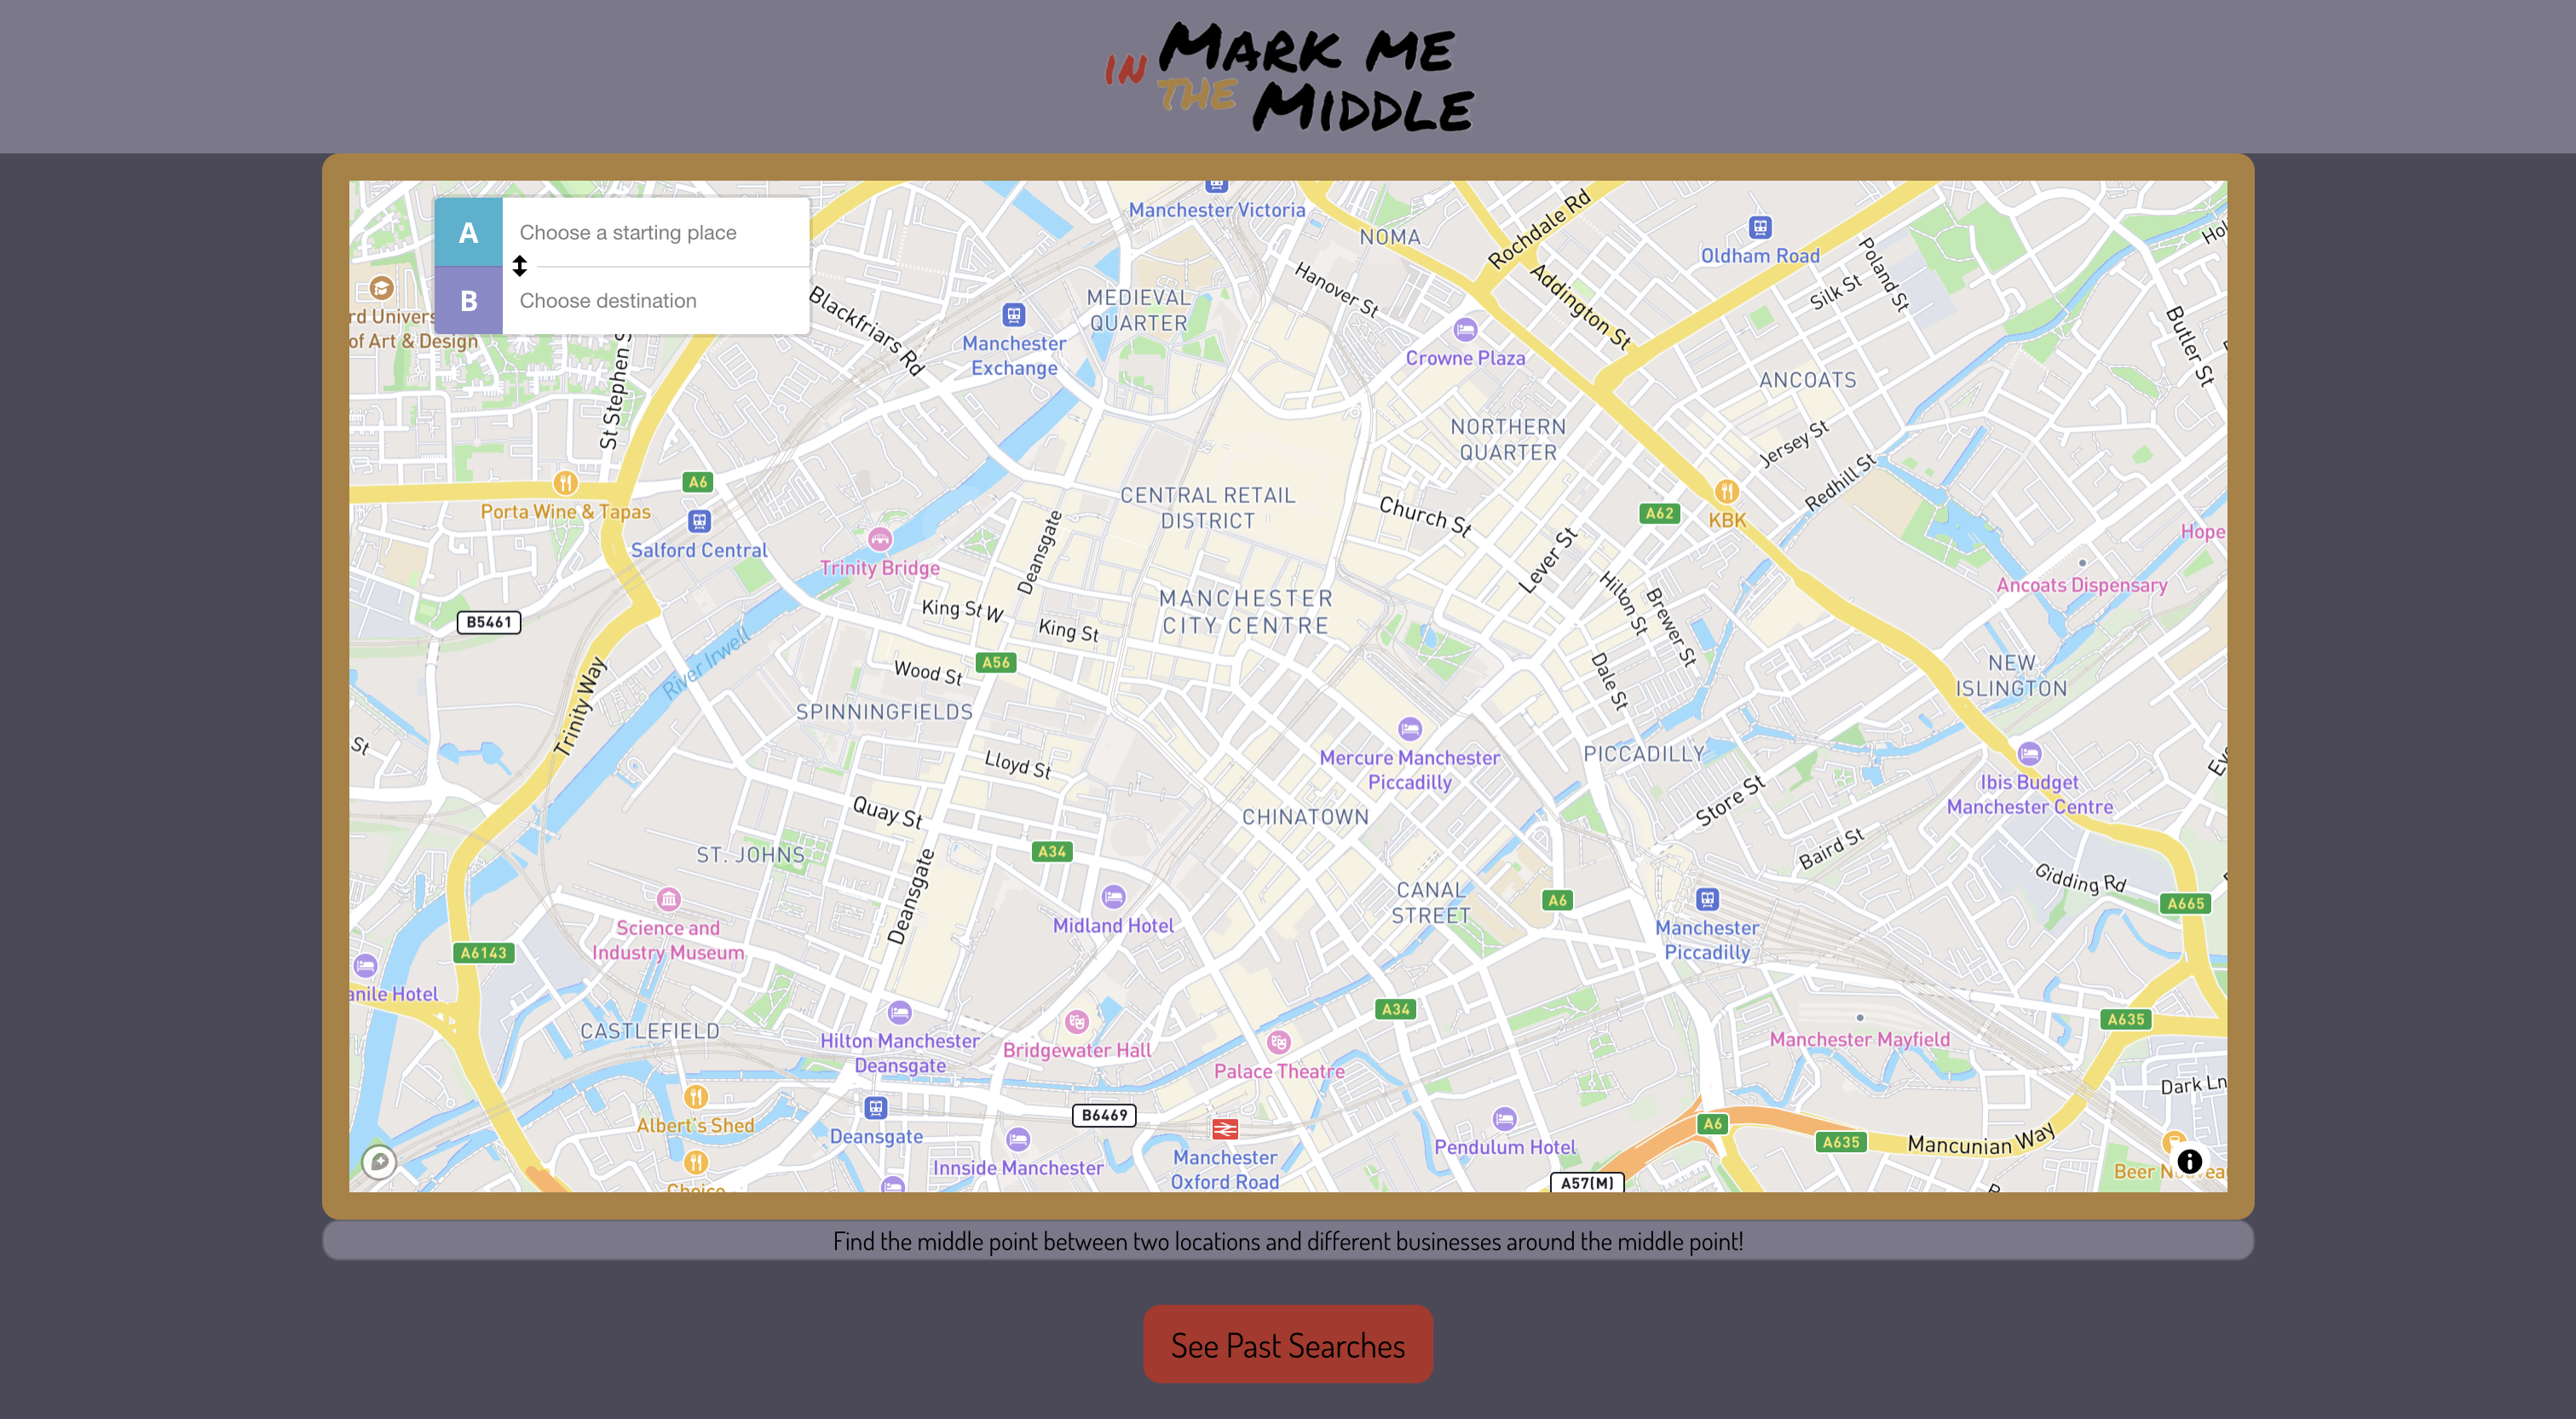 MARK ME
IN THE
MIDDLE
A
Choose a starting place
B
Choose destination
Manchester Victoria
NOMA
Rochdale Rd
Oldham Road
Poland St
Hanover St
Addington St
Silk St
Butler St
of Art & Design
Blackfriars Rd
MEDIEVAL
QUARTER
Manchester
Exchange
Crowne Plaza
ANCOATS
NORTHERN
QUARTER
Jersey St
Redhill St
A6
Porta Wine & Tapas
Salford Central
CENTRAL RETAIL
DISTRICT
Church St
A62
KBK
Hope
Trinity Bridge
Deansgate
Lever St
Hilton St
Brewer St
Ancoats Dispensary
B5461
King St W
King St
MANCHESTER
CITY CENTRE
River Irwell
Wood St
A56
Dale St
NEW
ISLINGTON
Trinity Way
SPINNINGFIELDS
St
Lloyd St
Mercure Manchester
Piccadilly
PICCADILLY
Ibis Budget
Manchester Centre
Store St
Quay St
CHINATOWN
Baird St
ST. JOHNS
A34
Deansgate
Gidding Rd
CANAL
STREET
A6
A665
Science and
Industry Museum
Midland Hotel
Manchester
Piccadilly
A6143
Hotel
A34
A635
CASTLEFIELD
Hilton Manchester
Deansgate
Bridgewater Hall
Palace Theatre
Manchester Mayfield
Dark Ln
Albert's Shed
Deansgate
B6469
A6
A635
Mancunian Way
Innside Manchester
Manchester
Oxford Road
Pendulum Hotel
A57(M)
Beer
Find the middle point between two locations and different businesses around the middle point!
See Past Searches